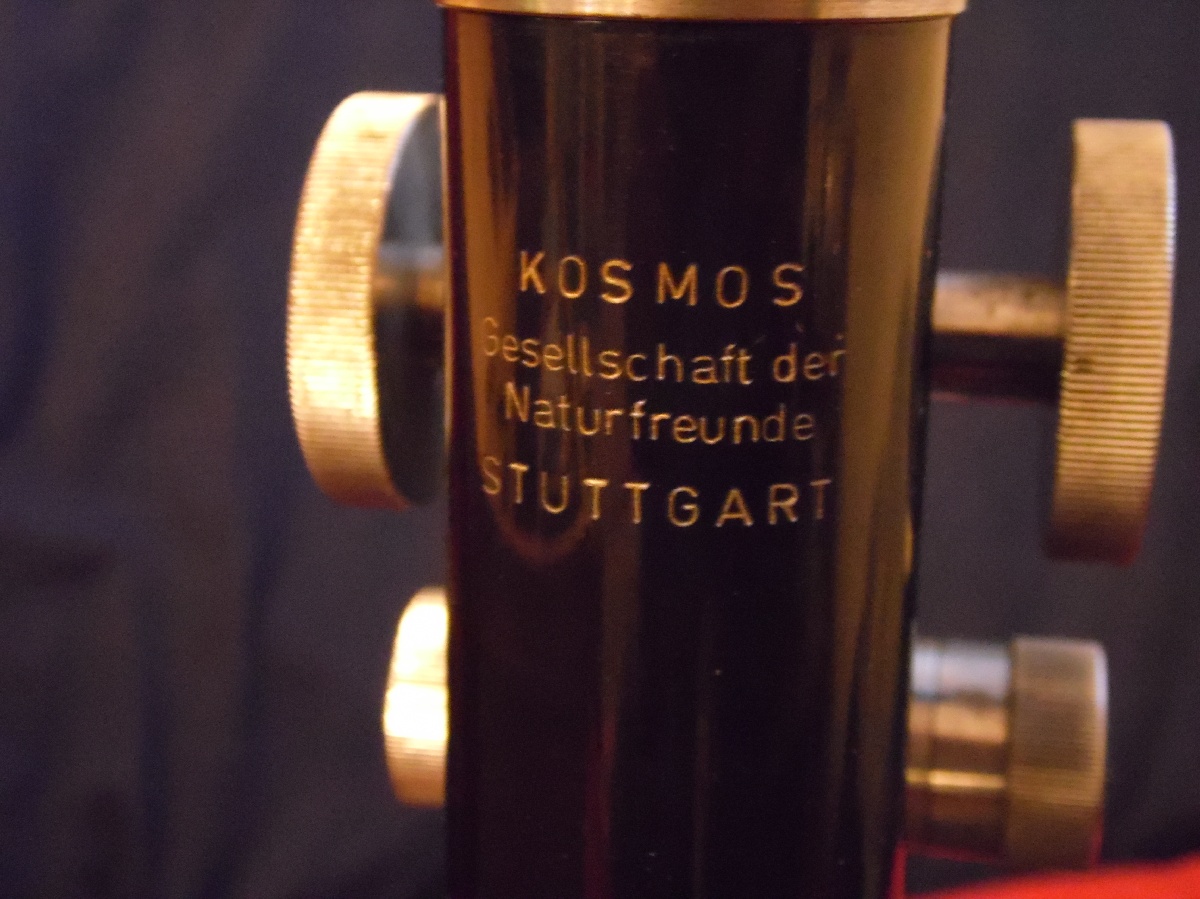 KOSMOS
Gesellschaft der
Naturfreunde
STUTTGART